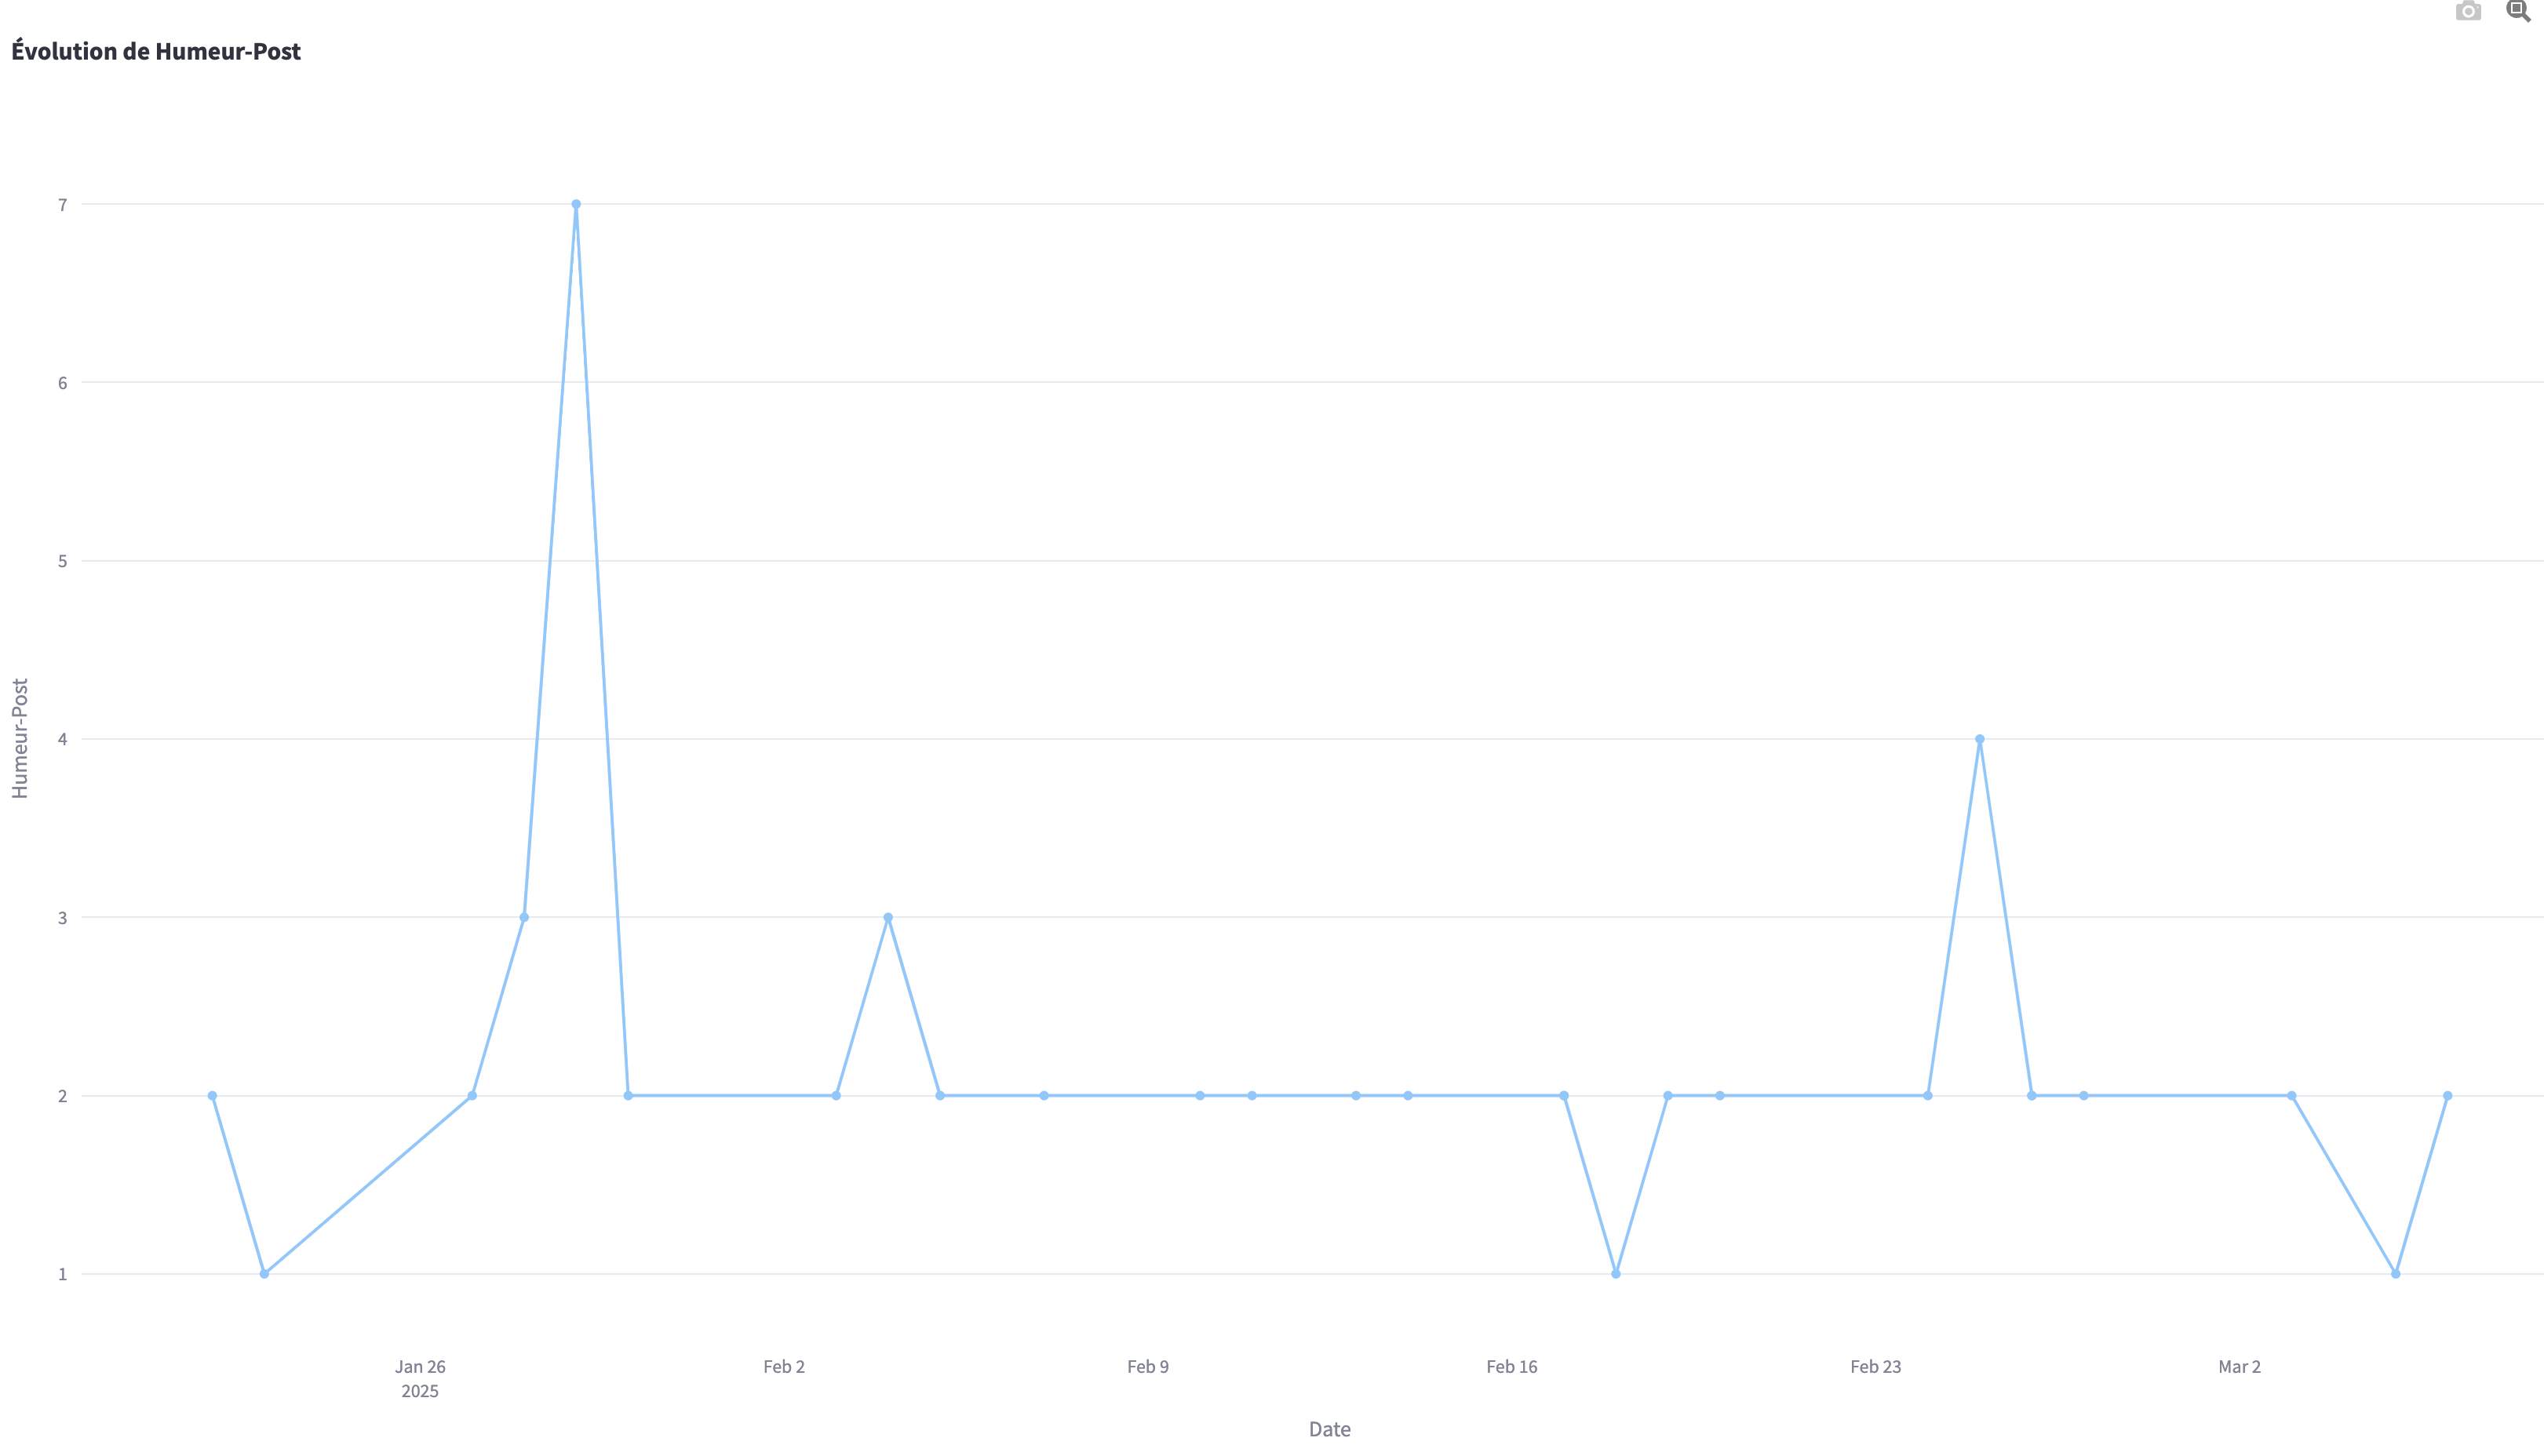 Évolution de Humeur-Post
7
6
5
4
3
2
1
Humeur-Post
Jan 26
2025
Feb 2
Feb 9
Feb 16
Feb 23
Mar 2
Date